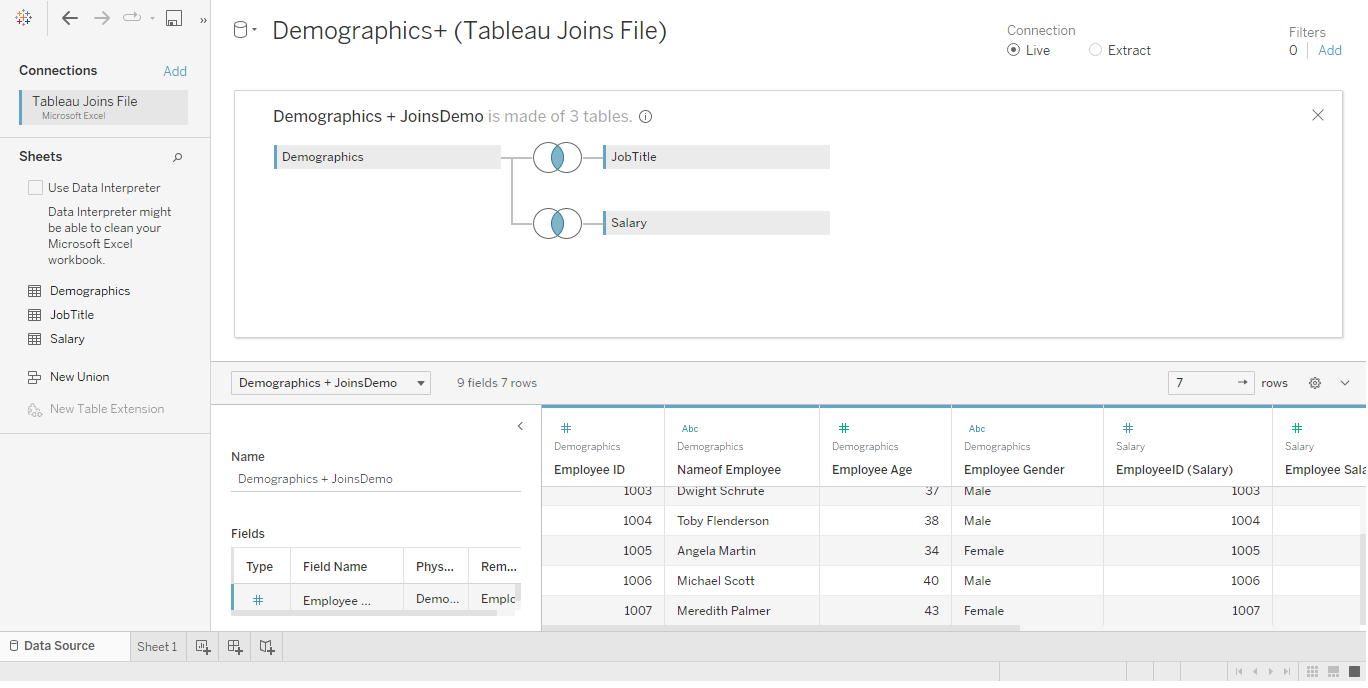 Connections
Add
Tableau Joins File
Microsoft Excel
Sheets
Use Data Interpreter
Data Interpreter might
be able to clean your
Microsoft Excel
workbook.
Demographics
JobTitle
Salary
New Union
New Table Extension
Demographics+ (Tableau Joins File)
Connection
Live
Extract
Filters
0
Add
Demographics + JoinsDemo is made of 3 tables.
Demographics
JobTitle
Salary
Demographics + JoinsDemo
9 fields 7 rows
7
rows
Name
Demographics + JoinsDemo
Fields
Type Field Name Phys... Rem...
Employee ... Demo... Emplc
Abc Abc
Demographics Demographics Demographics Demographics Salary Salary
Employee ID Nameof Employee Employee Age Employee Gender EmployeeID (Salary) Employee Sala
1003 Dwight Schrute 37 Male 1003
1004 Toby Flenderson 38 Male 1004
1005 Angela Martin 34 Female 1005
1006 Michael Scott 40 Male 1006
1007 Meredith Palmer 43 Female 1007
Data Source
Sheet 1